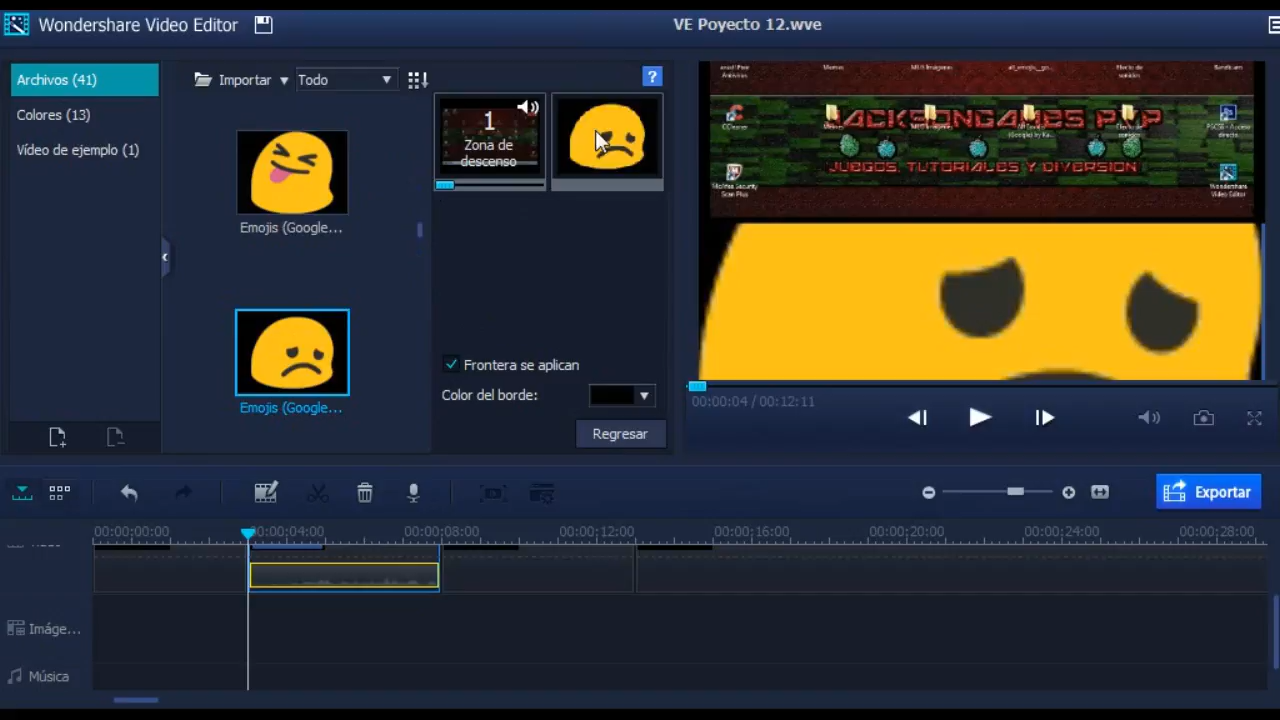 Wondershare Video Editor
VE Poyecto 12.wve
Archivos (41)
Colores (13)
Vídeo de ejemplo (1)
Importar
Todo
?
Emojis (Google...
Emojis (Google...
1
Zona de
descenso
Frontera se aplican
Color del borde:
Regresar
JACKSONGAMES PVP
JUEGOS, TUTORIALES Y DIVERSION
00:00:04 / 00:12:11
Exportar
00:00:00:00
00:00:04:00
00:00:08:00
00:00:12:00
00:00:16:00
00:00:20:00
00:00:24:00
00:00:28:00
Imáge...
Música